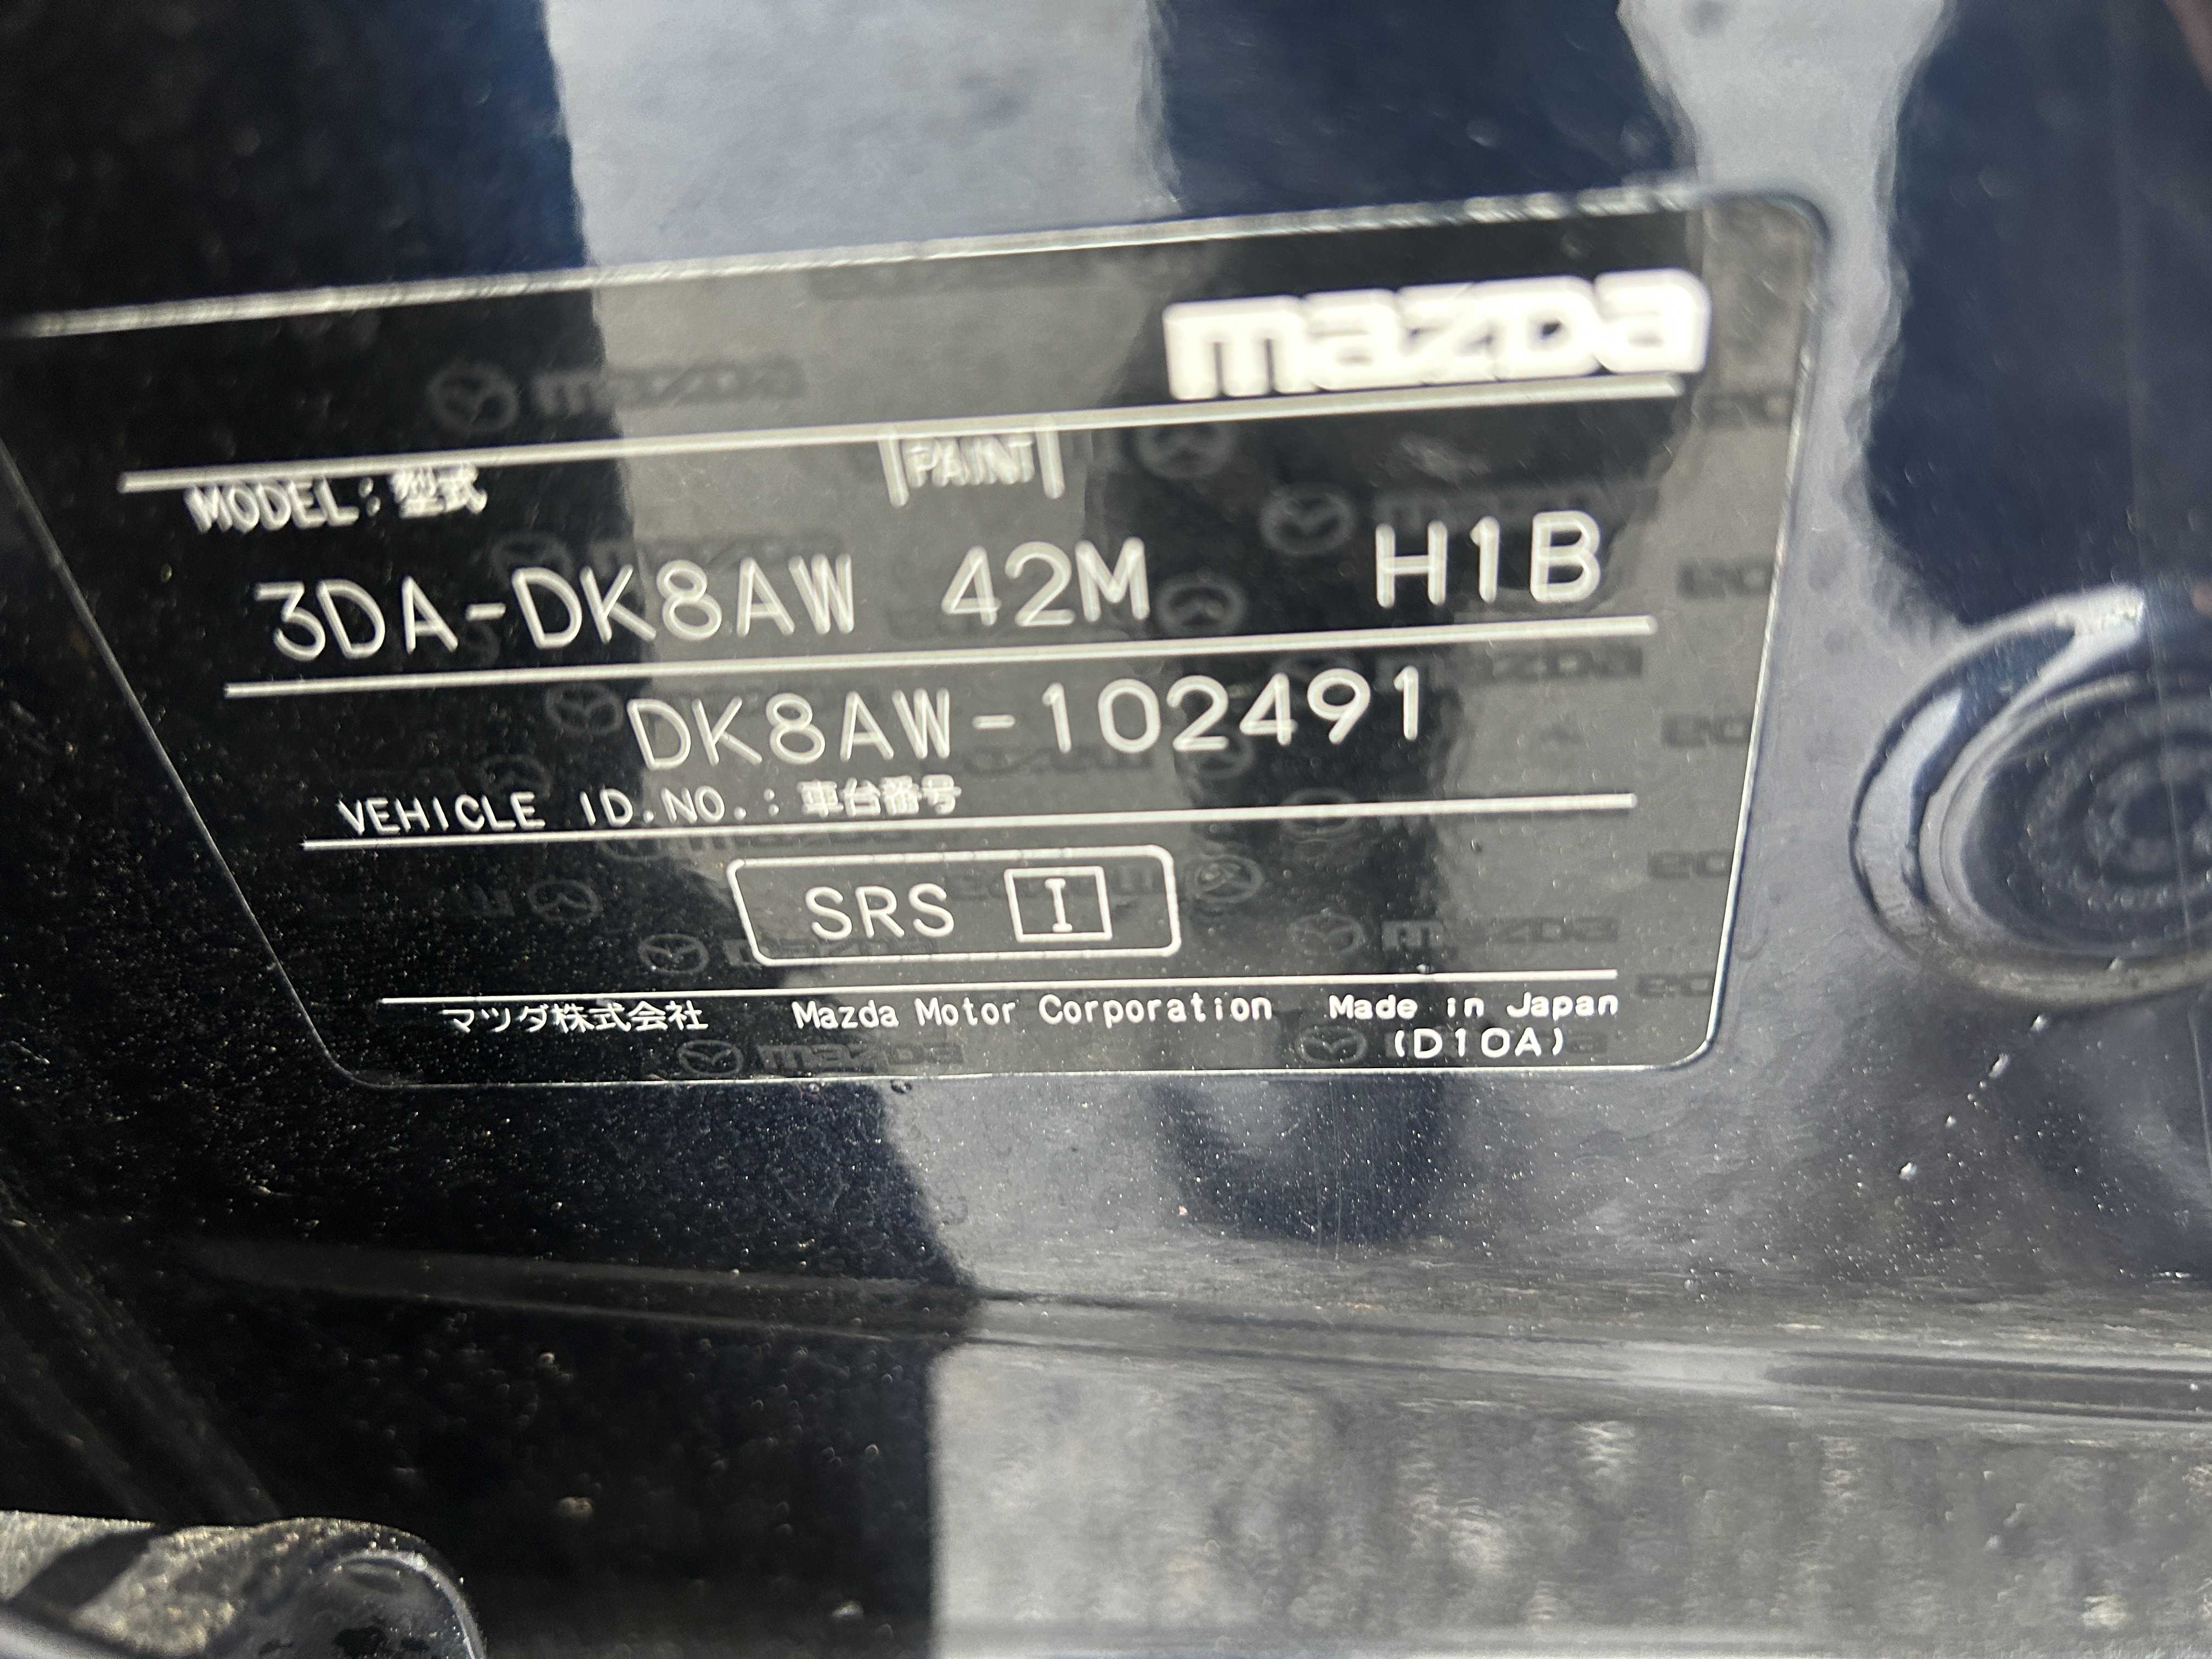 mazda
MODEL: 型式 PAINT
3DA-DK8AW 42M H1B
DK8AW-102491
VEHICLE ID.NO.: 車台番号
SRS I
マツダ株式会社 Mazda Motor Corporation Made in Japan
(D10A)